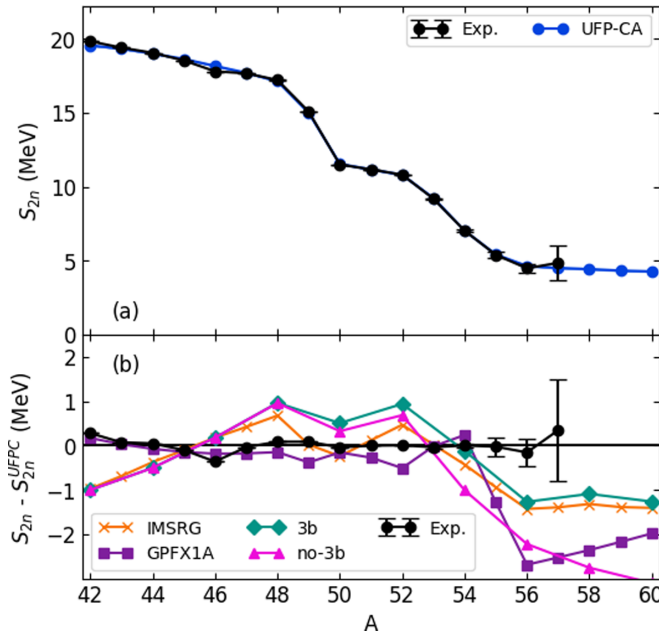 20
15
10
5
0
S2n (MeV)
Exp. UFP-CA
(a)
(b)
2
1
0
−1
−2
S2n - S2n^UFPC (MeV)
IMSRG 3b Exp.
GPFX1A no-3b
42 44 46 48 50 52 54 56 58 60
A